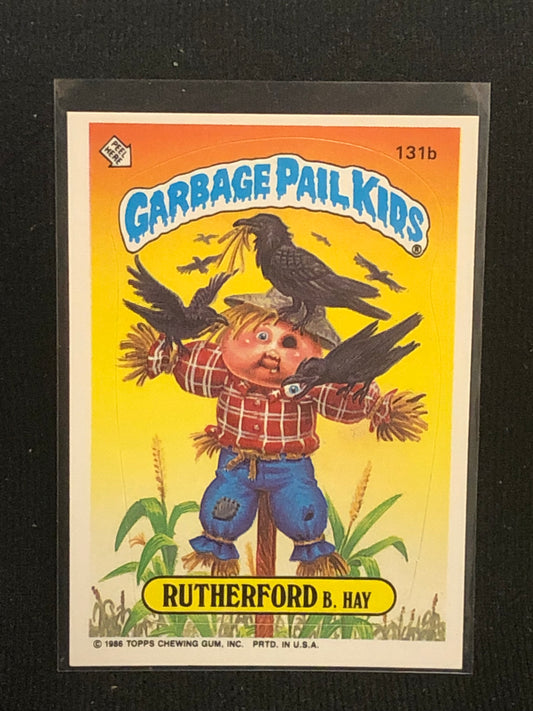 PEEL
HERE
131b
GARBAGE PAIL KIDS
®
RUTHERFORD B. HAY
© 1986 TOPPS CHEWING GUM, INC. PRTD. IN U.S.A.